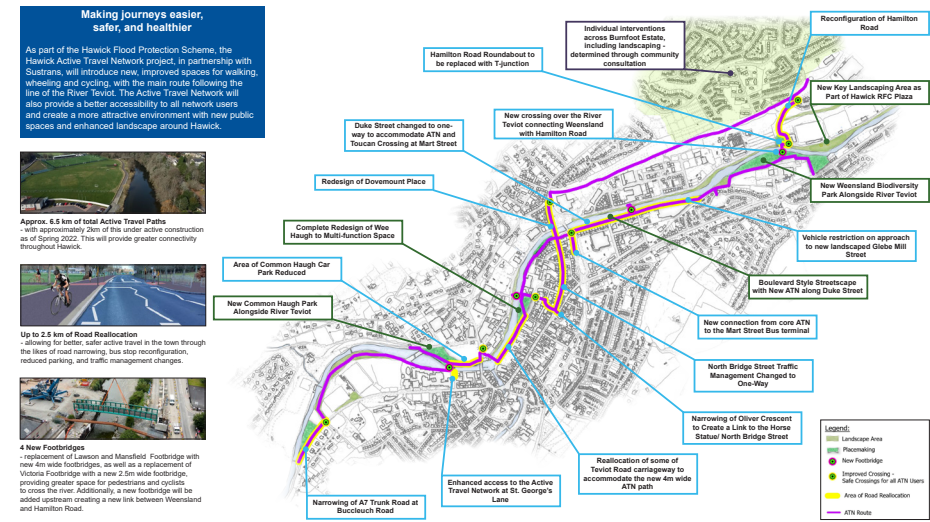 Making journeys easier,
safer, and healthier
As part of the Hawick Flood Protection Scheme, the
Hawick Active Travel Network project, in partnership with
Sustrans, will introduce new, improved spaces for walking,
wheeling and cycling, with the main route following the
line of the River Teviot. The Active Travel Network will
also provide a better accessibility to all network users
and create a more attractive environment with new public
spaces and enhanced landscape around Hawick.
Approx. 6.5 km of total Active Travel Paths
- with approximately 2km of this under active construction
as of Spring 2022. This will provide greater connectivity
throughout Hawick.
Up to 2.5 km of Road Reallocation
- allowing for better, safer active travel in the town through
the likes of road narrowing, bus stop reconfiguration,
reduced parking, and traffic management changes.
4 New Footbridges
- replacement of Lawson and Mansfield Footbridge with
new 4m wide footbridges, as well as a replacement of
Victoria Footbridge with a new 2.5m wide footbridge,
providing greater space for pedestrians and cyclists
to cross the river. Additionally, a new footbridge will be
added upstream creating a new link between Weensland
and Hamilton Road.
Individual interventions
across Burnfoot Estate,
including landscaping -
determined through community
consultation
Reconfiguration of Hamilton
Road
Hamilton Road Roundabout to
be replaced with T-junction
New Key Landscaping Area as
Part of Hawick RFC Plaza
New crossing over the River
Teviot connecting Weensland
with Hamilton Road
Duke Street changed to one-
way to accommodate ATN and
Toucan Crossing at Mart Street
Redesign of Dovemount Place
New Weensland Biodiversity
Park Alongside River Teviot
Complete Redesign of Wee
Haugh to Multi-function Space
Vehicle restriction on approach
to new landscaped Glebe Mill
Street
Area of Common Haugh Car
Park Reduced
Boulevard Style Streetscape
with New ATN along Duke Street
New Common Haugh Park
Alongside River Teviot
New connection from core ATN
to the Mart Street Bus terminal
North Bridge Street Traffic
Management Changed to
One-Way
Narrowing of Oliver Crescent
to Create a Link to the Horse
Statue/ North Bridge Street
Reallocation of some of
Teviot Road carriageway to
accommodate the new 4m wide
ATN path
Enhanced access to the Active
Travel Network at St. George's
Lane
Narrowing of A7 Trunk Road at
Buccleuch Road
Legend:
Landscape Area
Placemaking
New Footbridge
Improved Crossing -
Safe Crossings for all ATN Users
Area of Road Reallocation
ATN Route